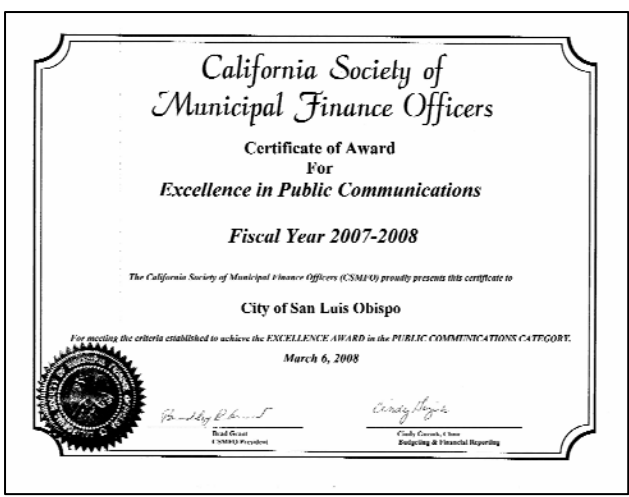 California Society of
Municipal Finance Officers
Certificate of Award
For
Excellence in Public Communications
Fiscal Year 2007-2008
The California Society of Municipal Finance Officers (CSMFO) proudly presents this certificate to
City of San Luis Obispo
For meeting the criteria established to achieve the EXCELLENCE AWARD in the PUBLIC COMMUNICATIONS CATEGORY.
March 6, 2008
Brad Grant
CSMFO President
Cindy Guziak, Chair
Budgeting & Financial Reporting